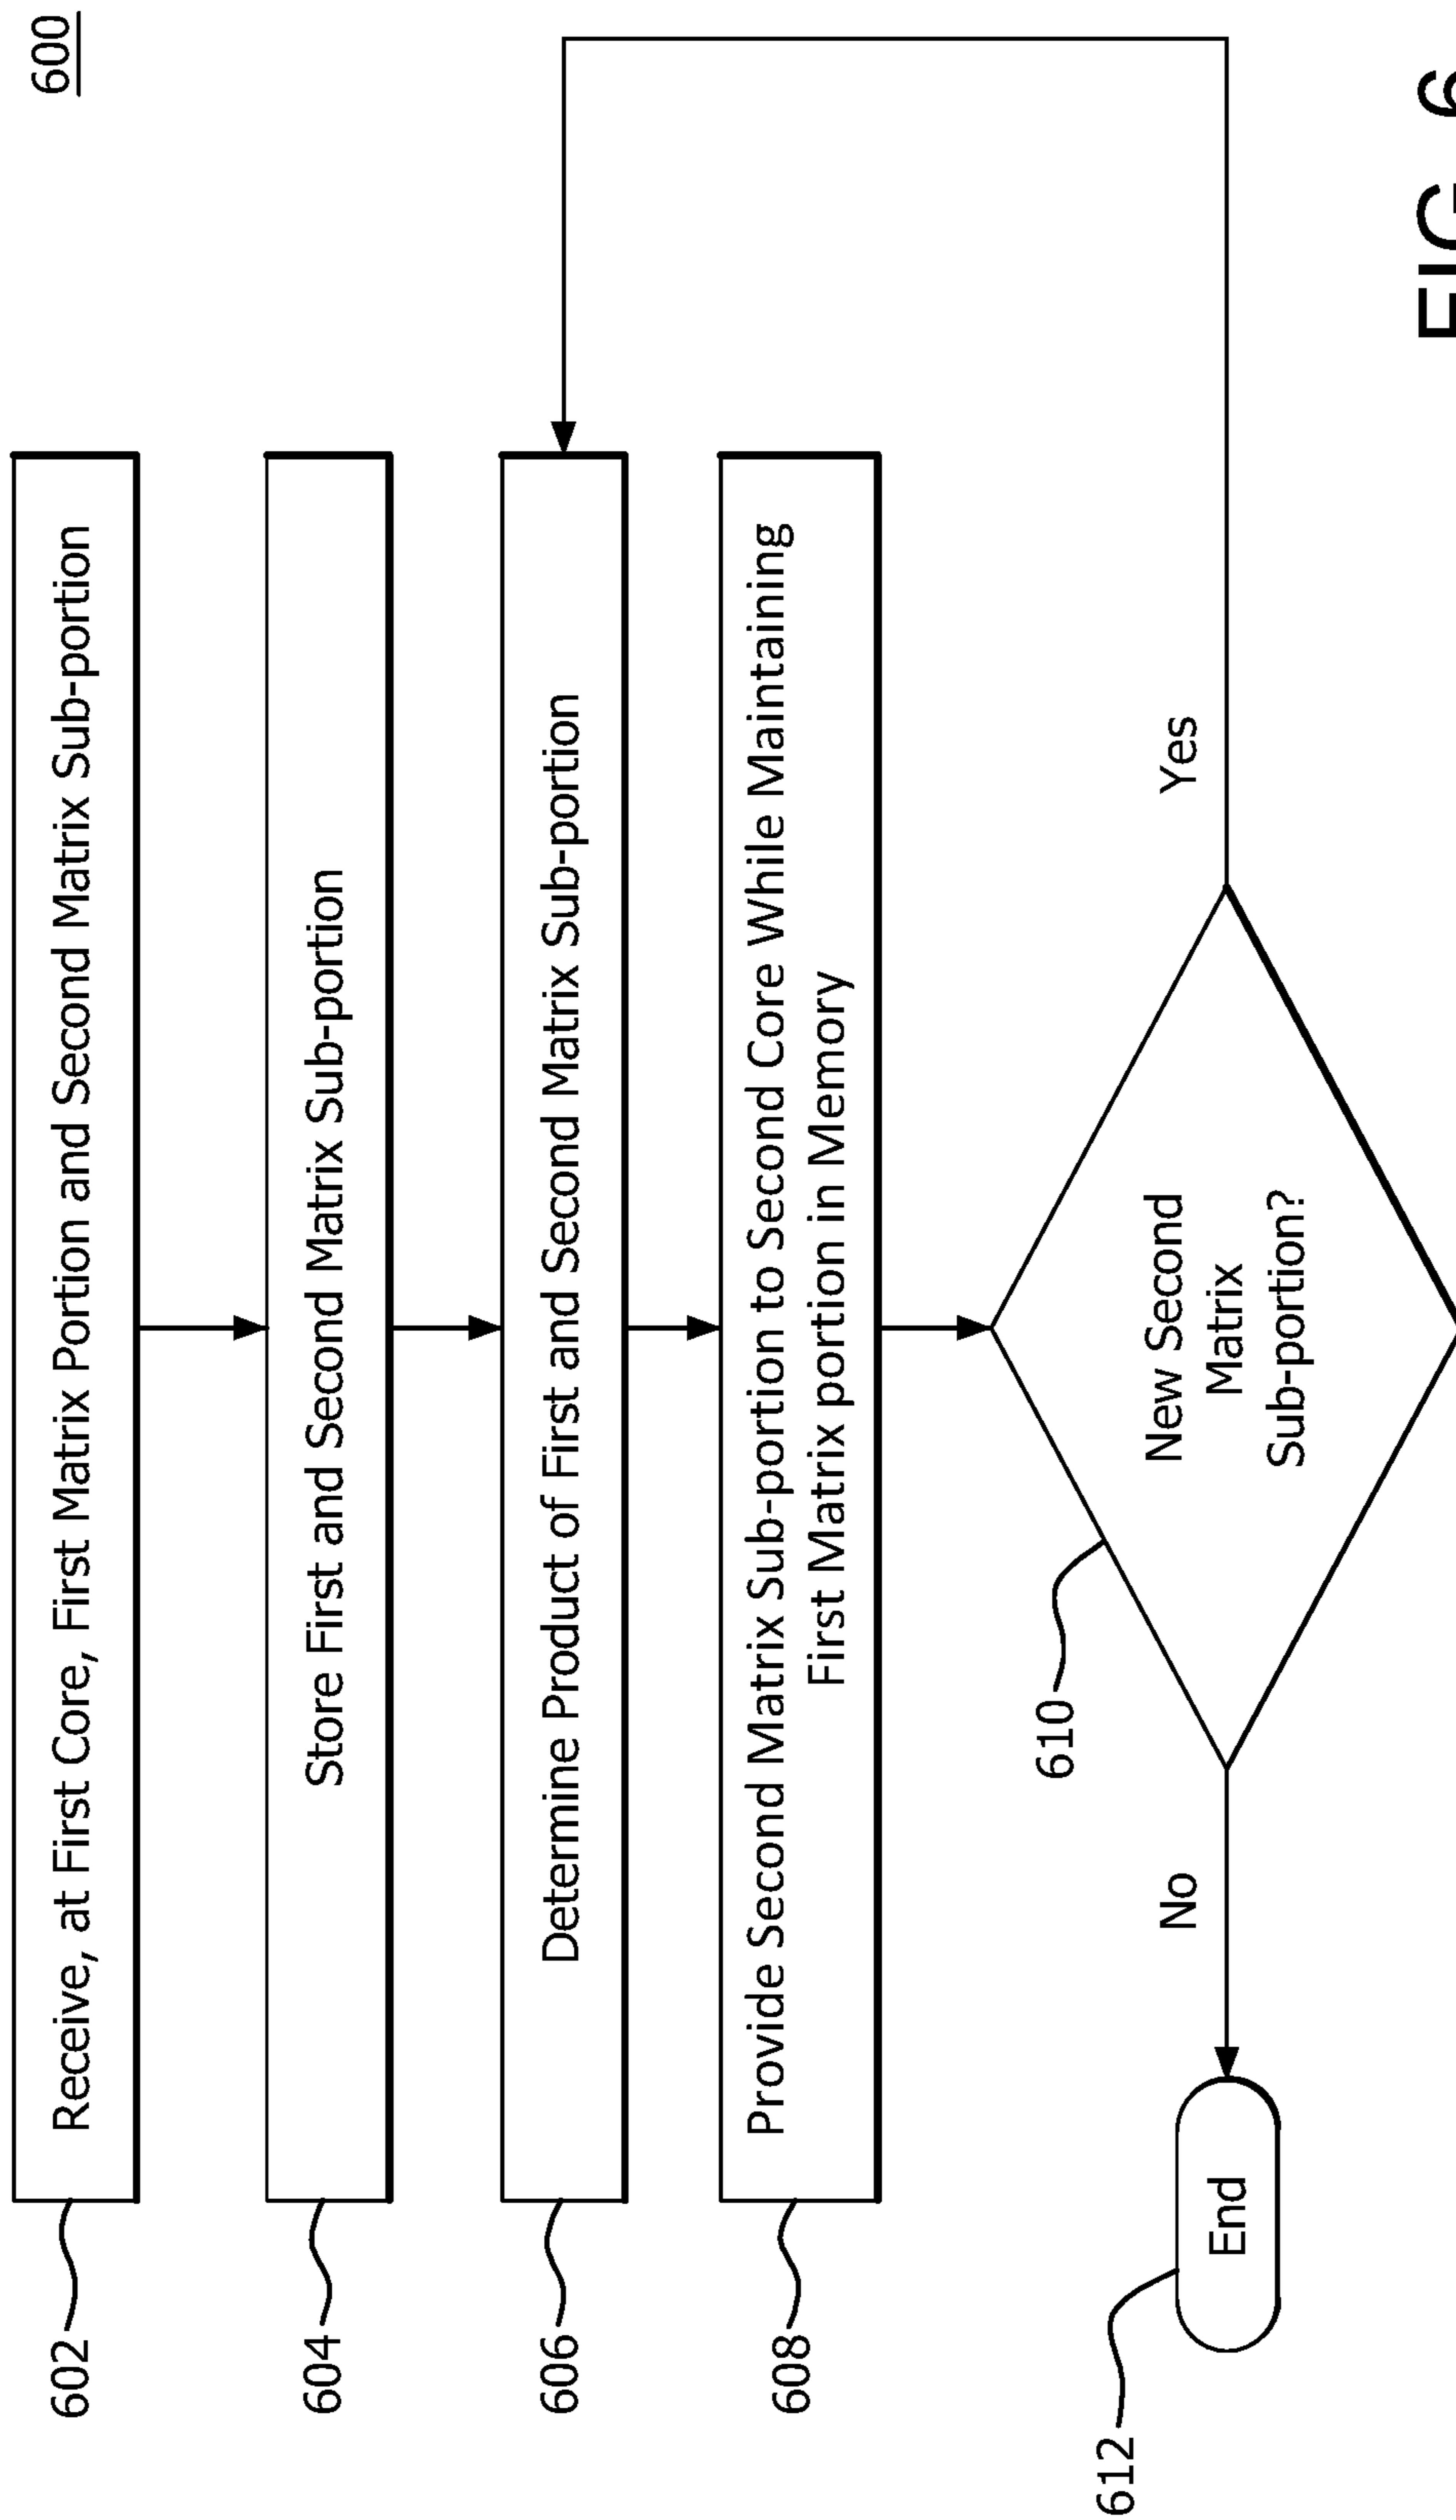 600
602
Receive, at First Core, First Matrix Portion and Second Matrix Sub-portion
604
Store First and Second Matrix Sub-portion
606
Determine Product of First and Second Matrix Sub-portion
608
Provide Second Matrix Sub-portion to Second Core While Maintaining
First Matrix portion in Memory
610
New Second
Matrix
Sub-portion?
Yes
No
612
End
FIG. 6